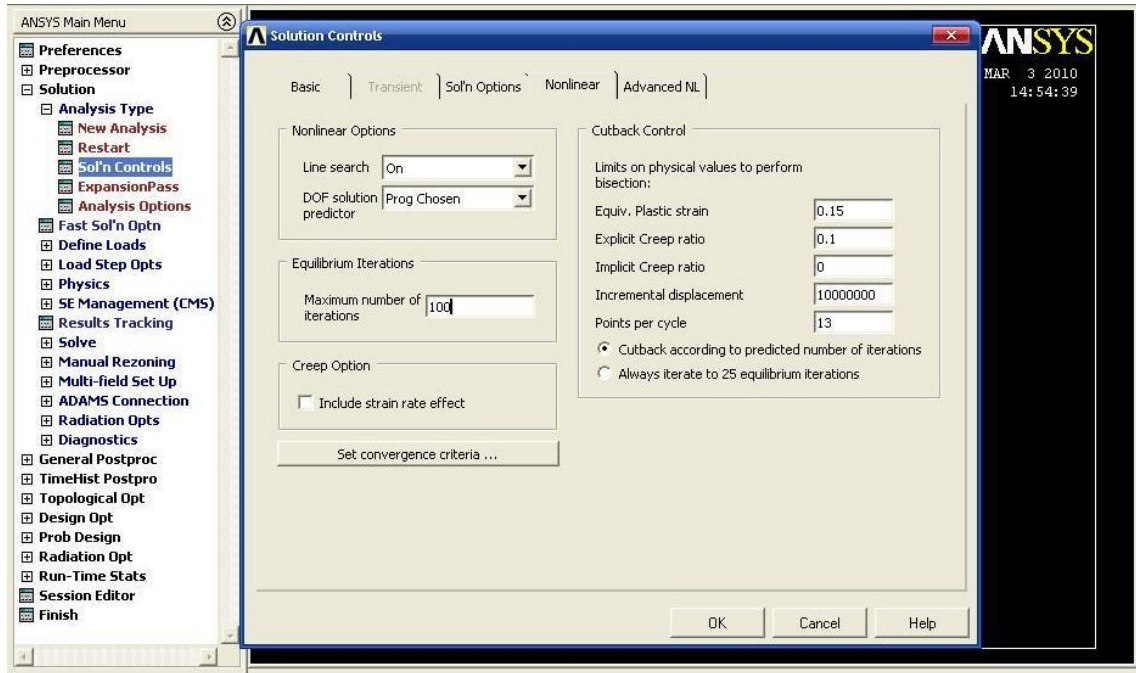 ANSYS Main Menu
Preferences
Preprocessor
Solution
Analysis Type
New Analysis
Restart
Sol'n Controls
ExpansionPass
Analysis Options
Fast Sol'n Optn
Define Loads
Load Step Opts
Physics
SE Management (CMS)
Results Tracking
Solve
Manual Rezoning
Multi-field Set Up
ADAMS Connection
Radiation Opts
Diagnostics
General Postproc
TimeHist Postpro
Topological Opt
Design Opt
Prob Design
Radiation Opt
Run-Time Stats
Session Editor
Finish
Solution Controls
Basic Transient Sol'n Options Nonlinear Advanced NL
Nonlinear Options
Line search On
DOF solution Prog Chosen
predictor
Equilibrium Iterations
Maximum number of 100
iterations
Creep Option
Include strain rate effect
Set convergence criteria ...
Cutback Control
Limits on physical values to perform
bisection:
Equiv. Plastic strain 0.15
Explicit Creep ratio 0.1
Implicit Creep ratio 0
Incremental displacement 10000000
Points per cycle 13
Cutback according to predicted number of iterations
Always iterate to 25 equilibrium iterations
OK Cancel Help
ANSYS
MAR 3 2010
14:54:39